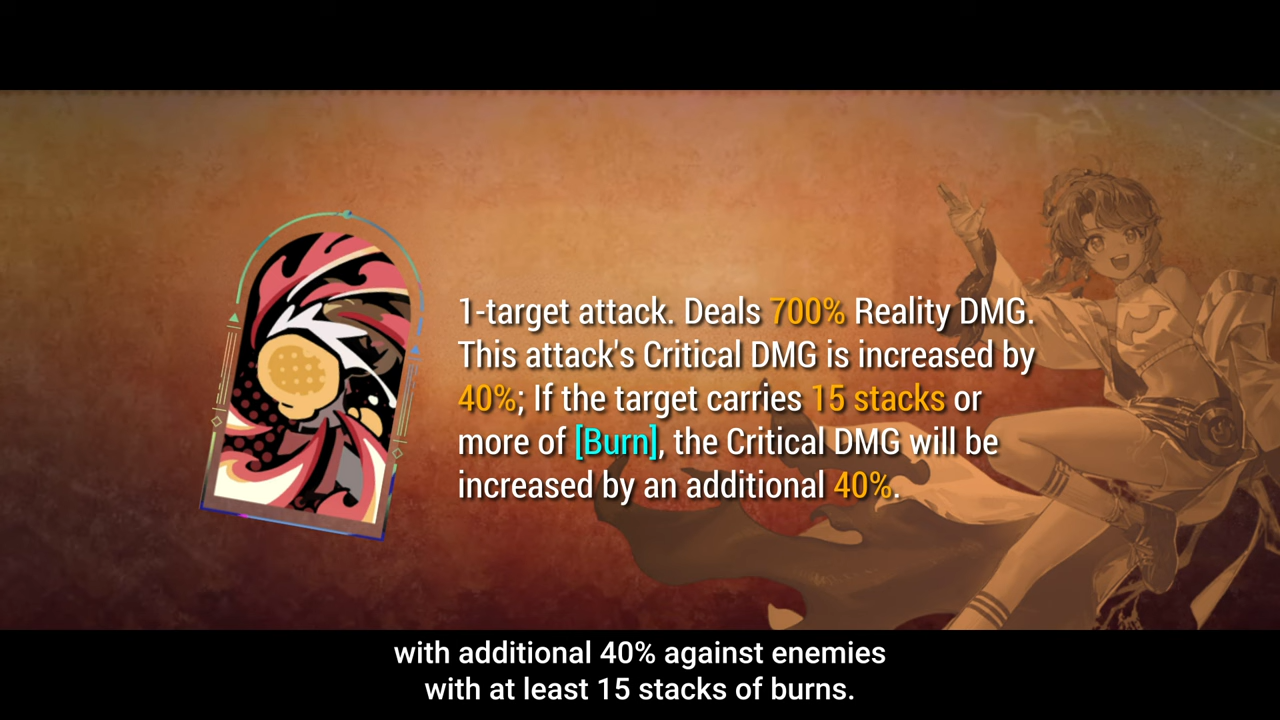 1-target attack. Deals 700% Reality DMG.
This attack's Critical DMG is increased by
40%; If the target carries 15 stacks or
more of [Burn], the Critical DMG will be
increased by an additional 40%.
with additional 40% against enemies
with at least 15 stacks of burns.